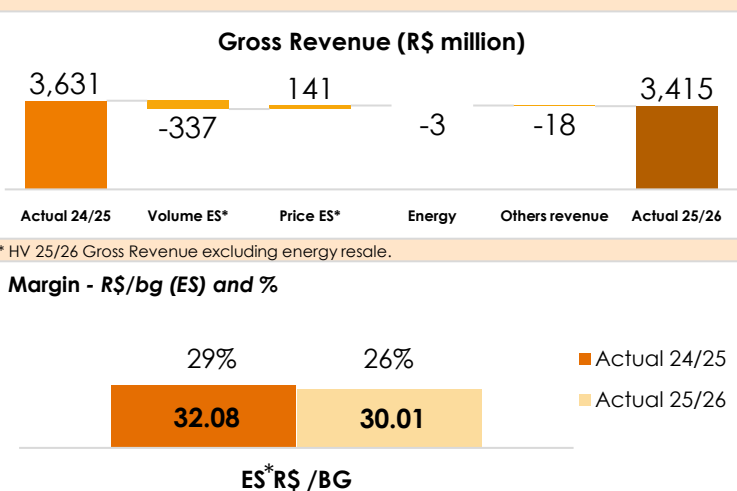 Gross Revenue (R$ million)
3,631
-337
141
-3
-18
3,415
Actual 24/25
Volume ES*
Price ES*
Energy
Others revenue
Actual 25/26
* HV 25/26 Gross Revenue excluding energy resale.
Margin - R$/bg (ES) and %
29%
26%
Actual 24/25
Actual 25/26
32.08
30.01
ES*R$ /BG